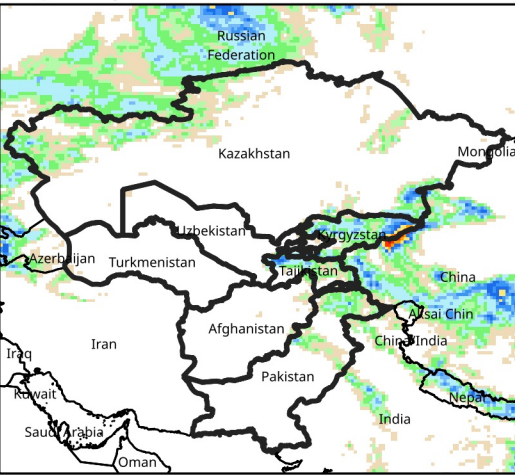 Russian
Federation
Kazakhstan
Mongolia
Uzbekistan
Kyrgyzstan
Azerbaijan
Turkmenistan
Tajikistan
China
Aksai Chin
Afghanistan
Iran
China/India
Iraq
Pakistan
Kuwait
Nepal
India
Saudi Arabia
Oman